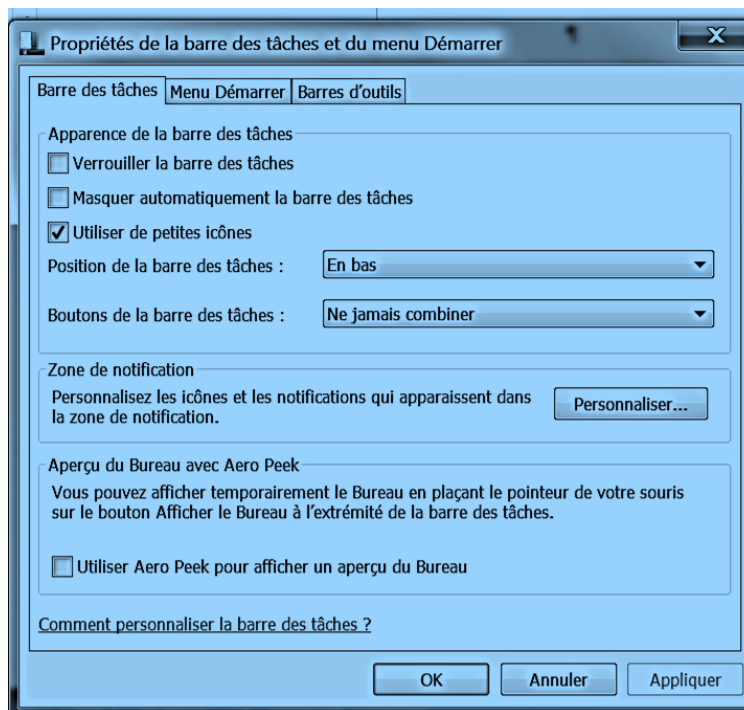 Propriétés de la barre des tâches et du menu Démarrer
Barre des tâches Menu Démarrer Barres d'outils
Apparence de la barre des tâches
Verrouiller la barre des tâches
Masquer automatiquement la barre des tâches
Utiliser de petites icônes
Position de la barre des tâches : En bas
Boutons de la barre des tâches : Ne jamais combiner
Zone de notification
Personnalisez les icônes et les notifications qui apparaissent dans
la zone de notification.
Personnaliser...
Aperçu du Bureau avec Aero Peek
Vous pouvez afficher temporairement le Bureau en plaçant le pointeur de votre souris
sur le bouton Afficher le Bureau à l'extrémité de la barre des tâches.
Utiliser Aero Peek pour afficher un aperçu du Bureau
Comment personnaliser la barre des tâches ?
OK Annuler Appliquer